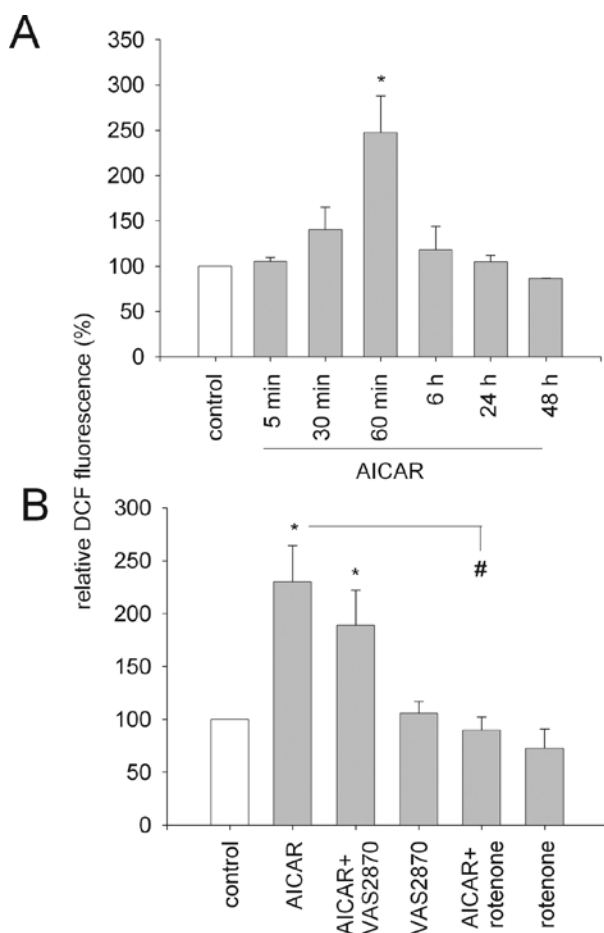 A
relative DCF fluorescence (%)
350
300
250
200
150
100
50
0
*
control
5 min
30 min
60 min
6 h
24 h
48 h
AICAR
B
300
250
200
150
100
50
0
*
*
#
control
AICAR
AICAR+
VAS2870
VAS2870
AICAR+
rotenone
rotenone